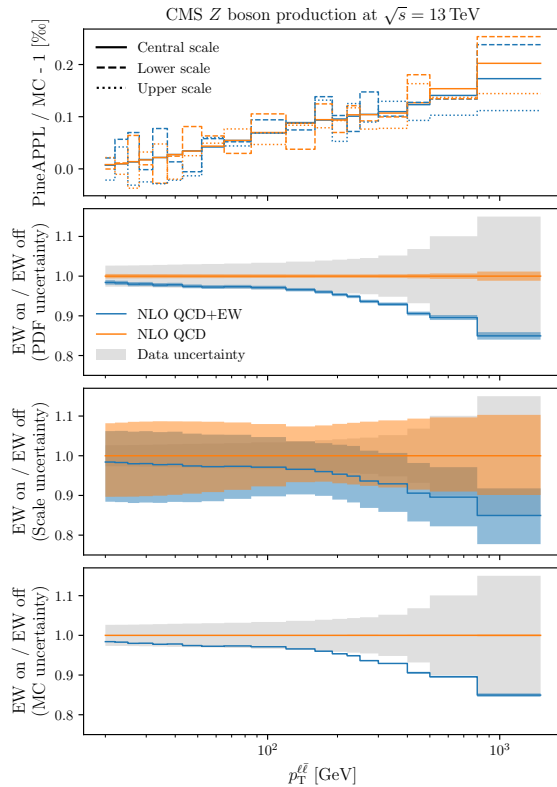 CMS Z boson production at √s = 13 TeV
PineAPPL / MC - 1 [‰]
0.2
0.1
0.0
Central scale
Lower scale
Upper scale
EW on / EW off
(PDF uncertainty)
1.1
1.0
0.9
0.8
NLO QCD+EW
NLO QCD
Data uncertainty
EW on / EW off
(Scale uncertainty)
1.1
1.0
0.9
0.8
EW on / EW off
(MC uncertainty)
1.1
1.0
0.9
0.8
10²
10³
p_T^{ℓℓ̄} [GeV]